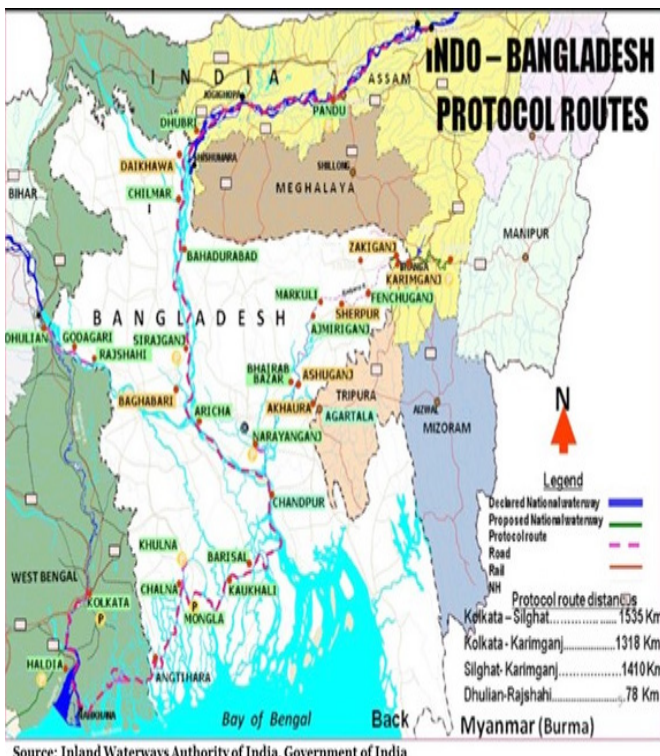 INDO – BANGLADESH
PROTOCOL ROUTES
INDIA
ASSAM
JOGIGHOPA
DHUBRI
PANDU
DAIKHAWA
SHILLONG
MEGHALAYA
BIHAR
CHILMAR
I
MANIPUR
BAHADURABAD
ZAKIGANJ
KARIMGANJ
MARKULI
FENCHUGANJ
SHERPUR
BANGLADESH
AJMIRIGANJ
DHULIAN
GODAGARI
SIRAJGANJ
RAJSHAHI
BHAIRAB
BAZAR
ASHUGANJ
TRIPURA
BAGHABARI
AKHAURA
AGARTALA
AIZWAL
MIZORAM
ARICHA
N
NARAYANGANJ
Legend
CHANDPUR
Declared National waterway
Proposed National waterway
Protocol route
Road
Rail
NH
KHULNA
BARISAL
WEST BENGAL
CHALNA
KAUKHALI
KOLKATA
P
P
MONGLA
Protocol route distances
Kolkata – Silghat.................1535 Km
Kolkata - Karimganj............1318 Km
Silghat-Karimganj...............1410Km
Dhulian-Rajshahi................ 78 Km
HALDIA
ANGTIHARA
NAMKHANA
Bay of Bengal
Back
Myanmar (Burma)
Source: Inland Waterways Authority of India, Government of India